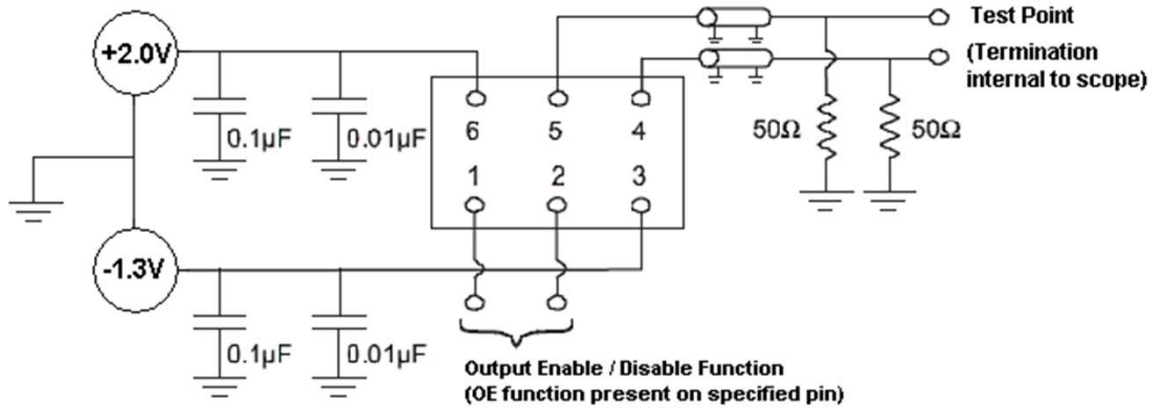 +2.0V
0.1µF
0.01µF
6
5
4
1
2
3
Test Point
(Termination
internal to scope)
50Ω
50Ω
-1.3V
0.1µF
0.01µF
Output Enable / Disable Function
(OE function present on specified pin)